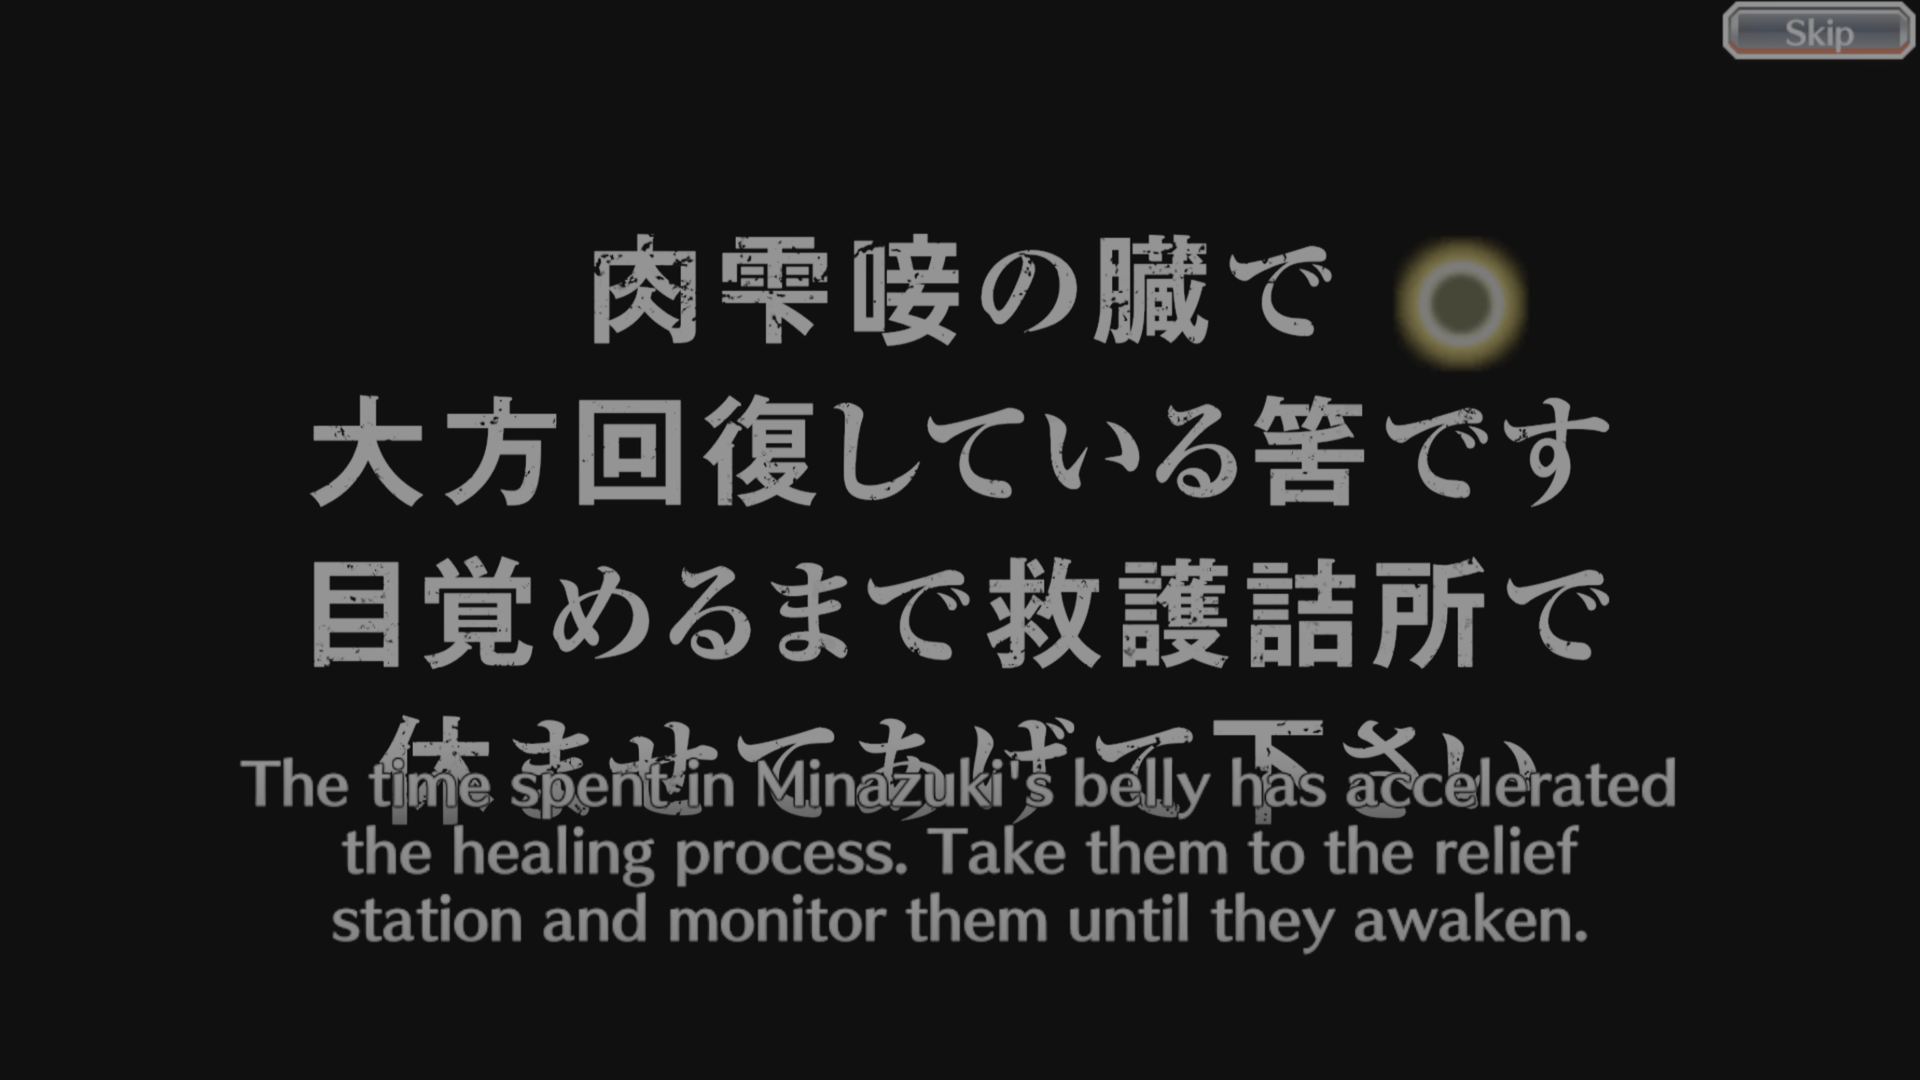 Skip
肉雫唼の臓で
大方回復している筈です
目覚めるまで救護詰所で
休ませてあげて下さい
The time spent in Minazuki's belly has accelerated
the healing process. Take them to the relief
station and monitor them until they awaken.